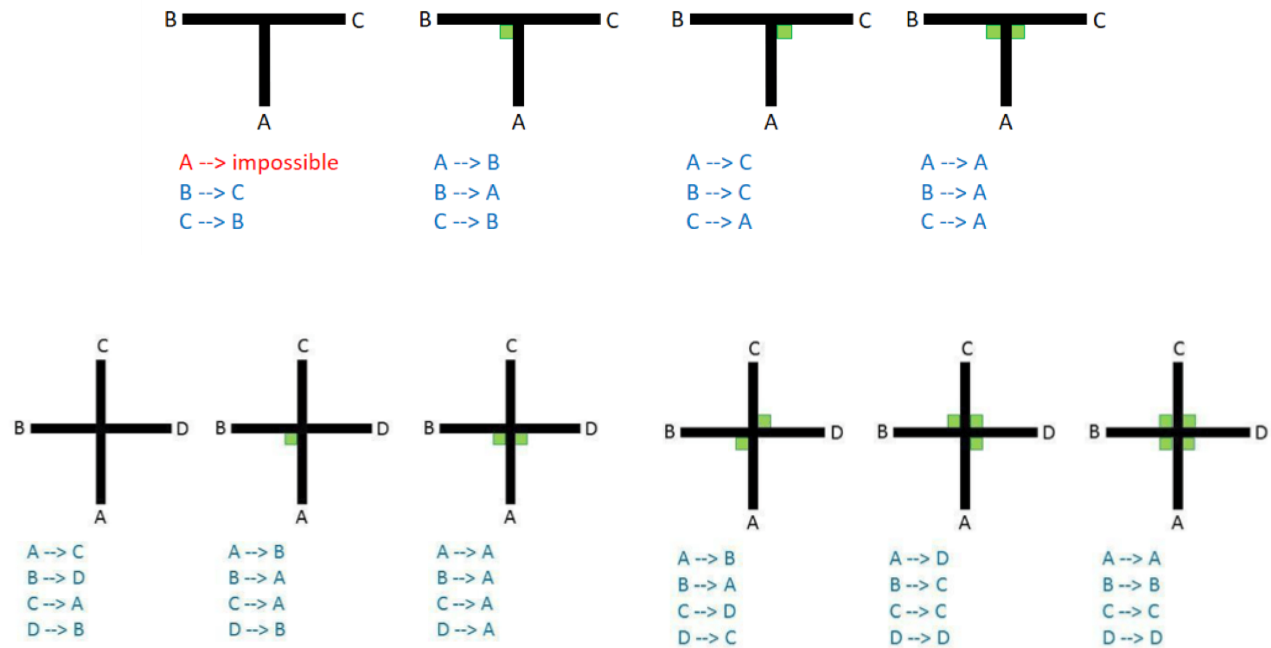 B C
A
A --> impossible
B --> C
C --> B
B C
A
A --> B
B --> A
C --> B
B C
A
A --> C
B --> C
C --> A
B C
A
A --> A
B --> A
C --> A
C
B D
A
A --> C
B --> D
C --> A
D --> B
C
B D
A
A --> B
B --> A
C --> A
D --> B
C
B D
A
A --> A
B --> A
C --> A
D --> A
C
B D
A
A --> B
B --> A
C --> D
D --> C
C
B D
A
A --> D
B --> C
C --> C
D --> D
C
B D
A
A --> A
B --> B
C --> C
D --> D